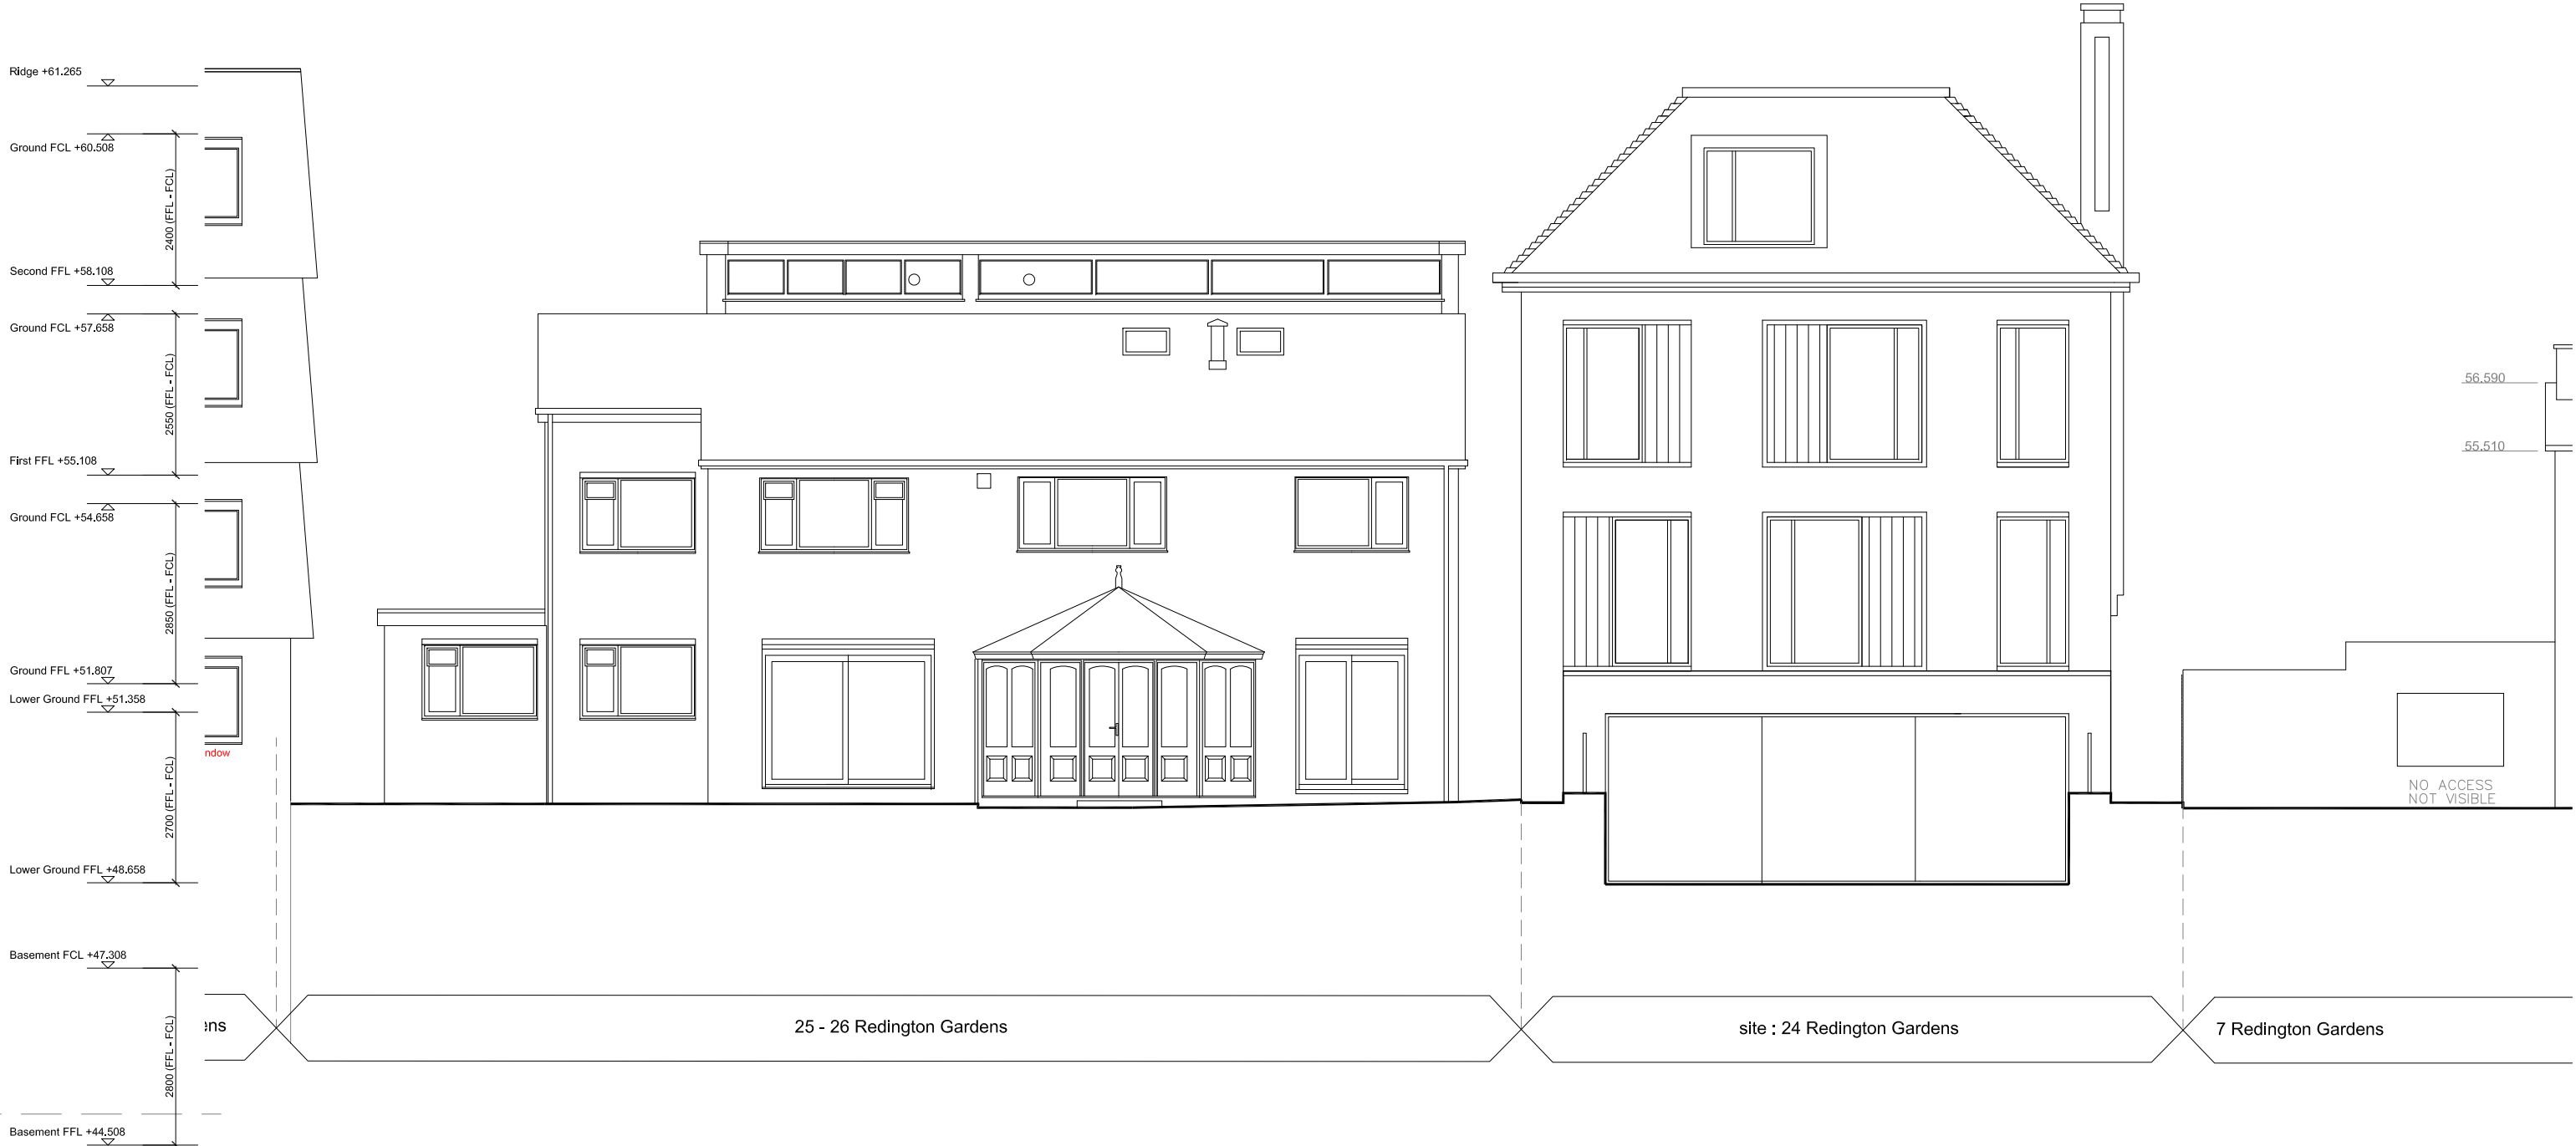 Ridge +61.265
Ground FCL +60.508
2400 (FFL - FCL)
Second FFL +58.108
Ground FCL +57.658
2550 (FFL - FCL)
First FFL +55.108
Ground FCL +54.658
2850 (FFL - FCL)
Ground FFL +51.807
Lower Ground FFL +51.358
2700 (FFL - FCL)
Lower Ground FFL +48.658
Basement FCL +47.308
2800 (FFL - FCL)
Basement FFL +44.508
ndow
56.590
55.510
NO ACCESS
NOT VISIBLE
ens
25 - 26 Redington Gardens
site : 24 Redington Gardens
7 Redington Gardens